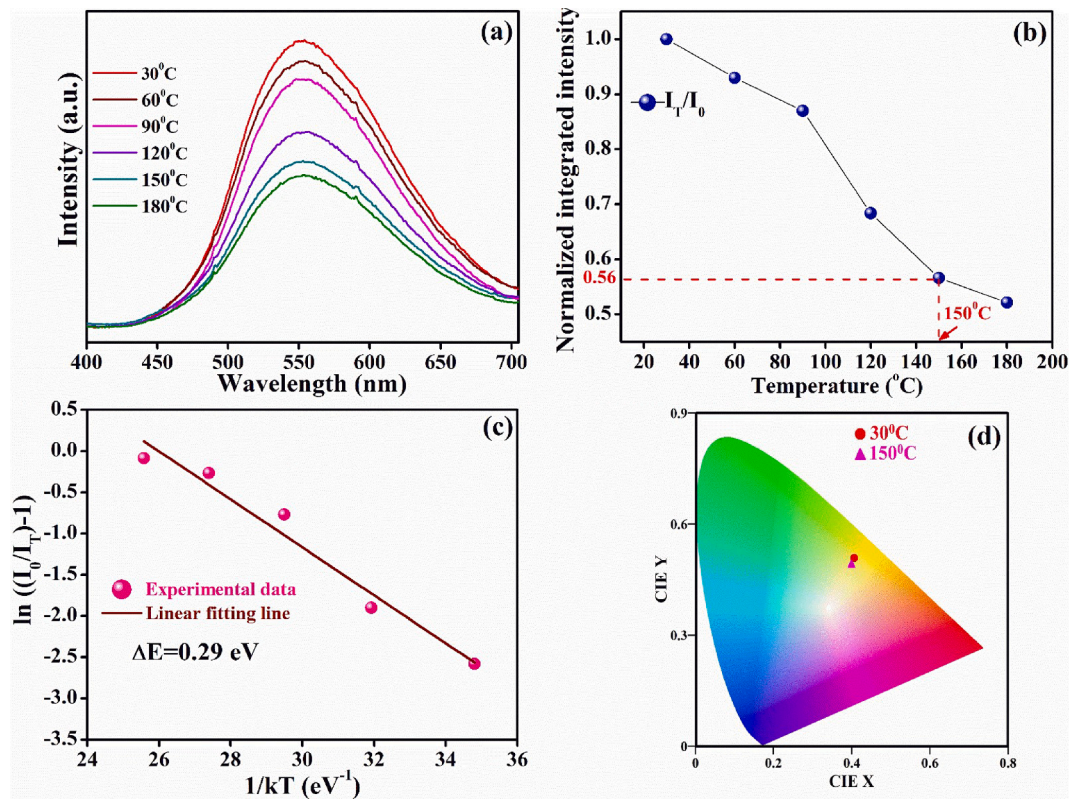 (a)
30⁰C
60⁰C
90⁰C
120⁰C
150⁰C
180⁰C
Intensity (a.u.)
400 450 500 550 600 650 700
Wavelength (nm)
(b)
I_T/I_0
Normalized integrated intensity
1.0
0.9
0.8
0.7
0.6
0.56
0.5
150⁰C
20 40 60 80 100 120 140 160 180 200
Temperature (°C)
(c)
ln ((I_0/I_T)-1)
0.5
0.0
-0.5
-1.0
-1.5
-2.0
-2.5
-3.0
-3.5
Experimental data
Linear fitting line
ΔE=0.29 eV
24 26 28 30 32 34 36
1/kT (eV⁻¹)
(d)
30⁰C
150⁰C
CIE Y
0.9
0.6
0.3
0
0 0.2 0.4 0.6 0.8
CIE X